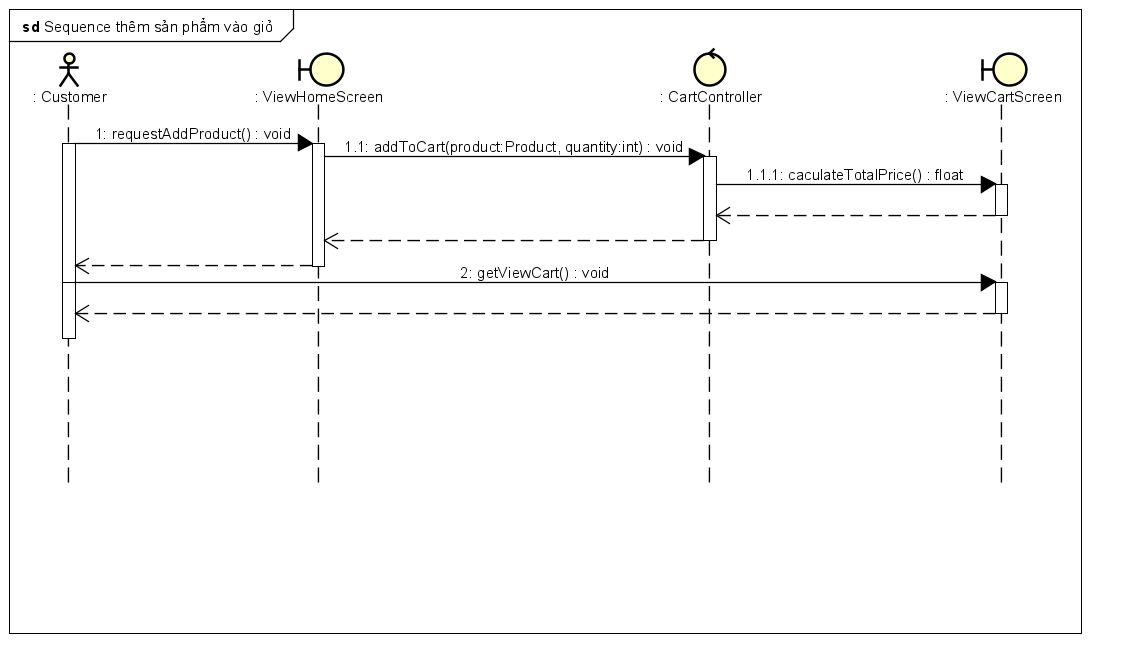 sd Sequence thêm sản phẩm vào giỏ
: Customer
: ViewHomeScreen
: CartController
: ViewCartScreen
1: requestAddProduct() : void
1.1: addToCart(product:Product, quantity:int) : void
1.1.1: caculateTotalPrice() : float
2: getViewCart() : void